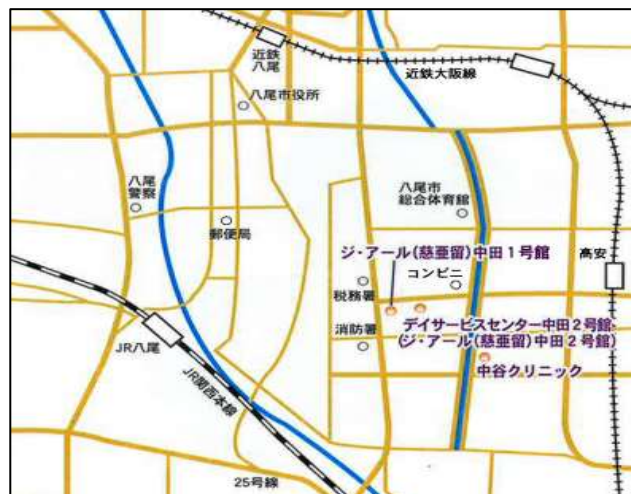 近鉄
八尾
近鉄大阪線
八尾市役所
八尾
警察
八尾市
総合体育館
郵便局
ジ・アール(慈亜留)中田1号館
高安
コンビニ
税務署
デイサービスセンター中田2号館
(ジ・アール(慈亜留)中田2号館)
消防署
JR八尾
中谷クリニック
JR関西本線
25号線